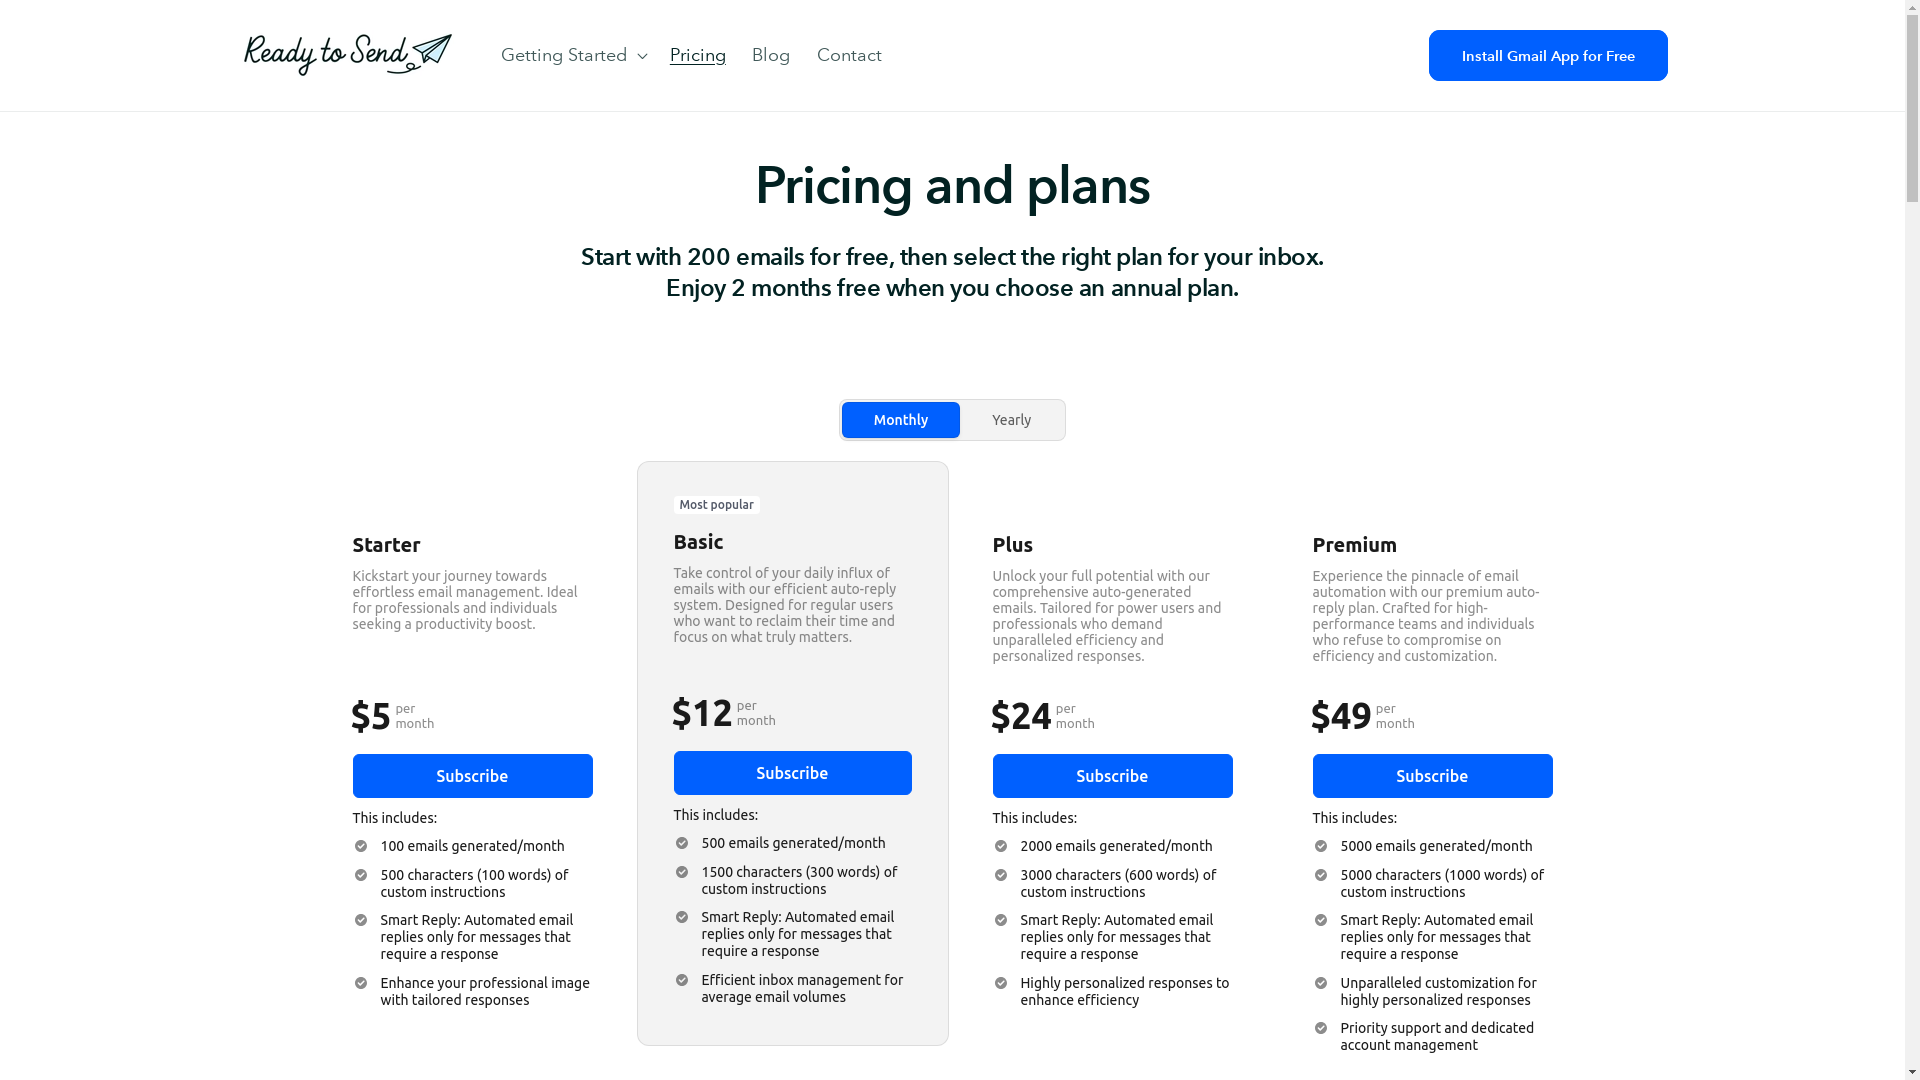 Ready to Send
Getting Started
Pricing
Blog
Contact
Install Gmail App for Free
Pricing and plans
Start with 200 emails for free, then select the right plan for your inbox.
Enjoy 2 months free when you choose an annual plan.
Monthly
Yearly
Starter
Kickstart your journey towards
effortless email management. Ideal
for professionals and individuals
seeking a productivity boost.
$5
per
month
Subscribe
This includes:
100 emails generated/month
500 characters (100 words) of
custom instructions
Smart Reply: Automated email
replies only for messages that
require a response
Enhance your professional image
with tailored responses
Most popular
Basic
Take control of your daily influx of
emails with our efficient auto-reply
system. Designed for regular users
who want to reclaim their time and
focus on what truly matters.
$12
per
month
Subscribe
This includes:
500 emails generated/month
1500 characters (300 words) of
custom instructions
Smart Reply: Automated email
replies only for messages that
require a response
Efficient inbox management for
average email volumes
Plus
Unlock your full potential with our
comprehensive auto-generated
emails. Tailored for power users and
professionals who demand
unparalleled efficiency and
personalized responses.
$24
per
month
Subscribe
This includes:
2000 emails generated/month
3000 characters (600 words) of
custom instructions
Smart Reply: Automated email
replies only for messages that
require a response
Highly personalized responses to
enhance efficiency
Premium
Experience the pinnacle of email
automation with our premium auto-
reply plan. Crafted for high-
performance teams and individuals
who refuse to compromise on
efficiency and customization.
$49
per
month
Subscribe
This includes:
5000 emails generated/month
5000 characters (1000 words) of
custom instructions
Smart Reply: Automated email
replies only for messages that
require a response
Unparalleled customization for
highly personalized responses
Priority support and dedicated
account management